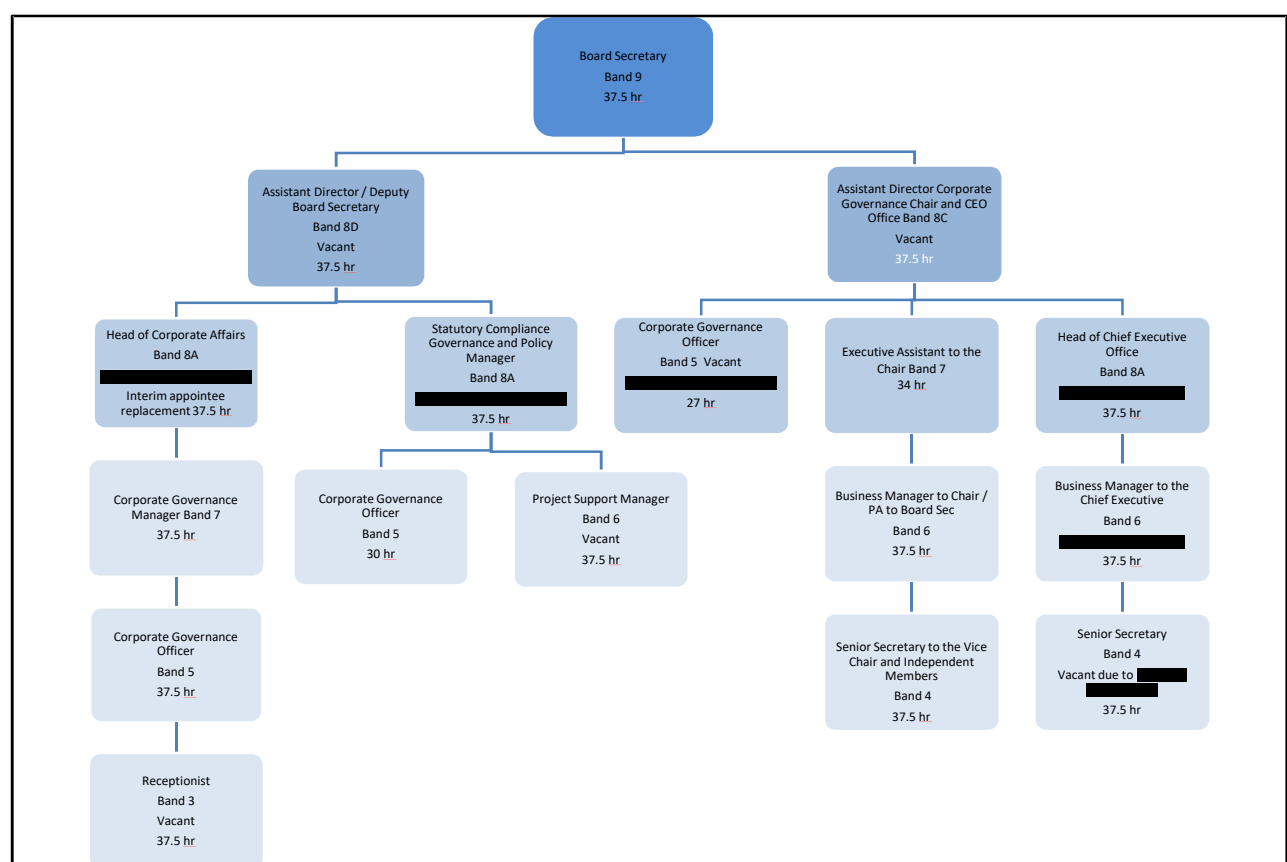 Board Secretary
Band 9
37.5 hr
Assistant Director / Deputy
Board Secretary
Band 8D
Vacant
37.5 hr
Assistant Director Corporate
Governance Chair and CEO
Office Band 8C
Vacant
37.5 hr
Head of Corporate Affairs
Band 8A
Interim appointee
replacement 37.5 hr
Statutory Compliance
Governance and Policy
Manager
Band 8A
37.5 hr
Corporate Governance
Officer
Band 5 Vacant
27 hr
Executive Assistant to the
Chair Band 7
34 hr
Head of Chief Executive
Office
Band 8A
37.5 hr
Corporate Governance
Manager Band 7
37.5 hr
Corporate Governance
Officer
Band 5
30 hr
Project Support Manager
Band 6
Vacant
37.5 hr
Business Manager to Chair /
PA to Board Sec
Band 6
37.5 hr
Business Manager to the
Chief Executive
Band 6
37.5 hr
Corporate Governance
Officer
Band 5
37.5 hr
Senior Secretary to the Vice
Chair and Independent
Members
Band 4
37.5 hr
Senior Secretary
Band 4
Vacant due to
37.5 hr
Receptionist
Band 3
Vacant
37.5 hr